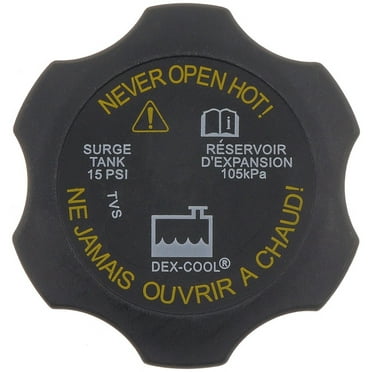 NEVER OPEN HOT!
SURGE
TANK
15 PSI
RÉSERVOIR
D'EXPANSION
105kPa
TVS
DEX-COOL®
NE JAMAIS OUVRIR A CHAUD!